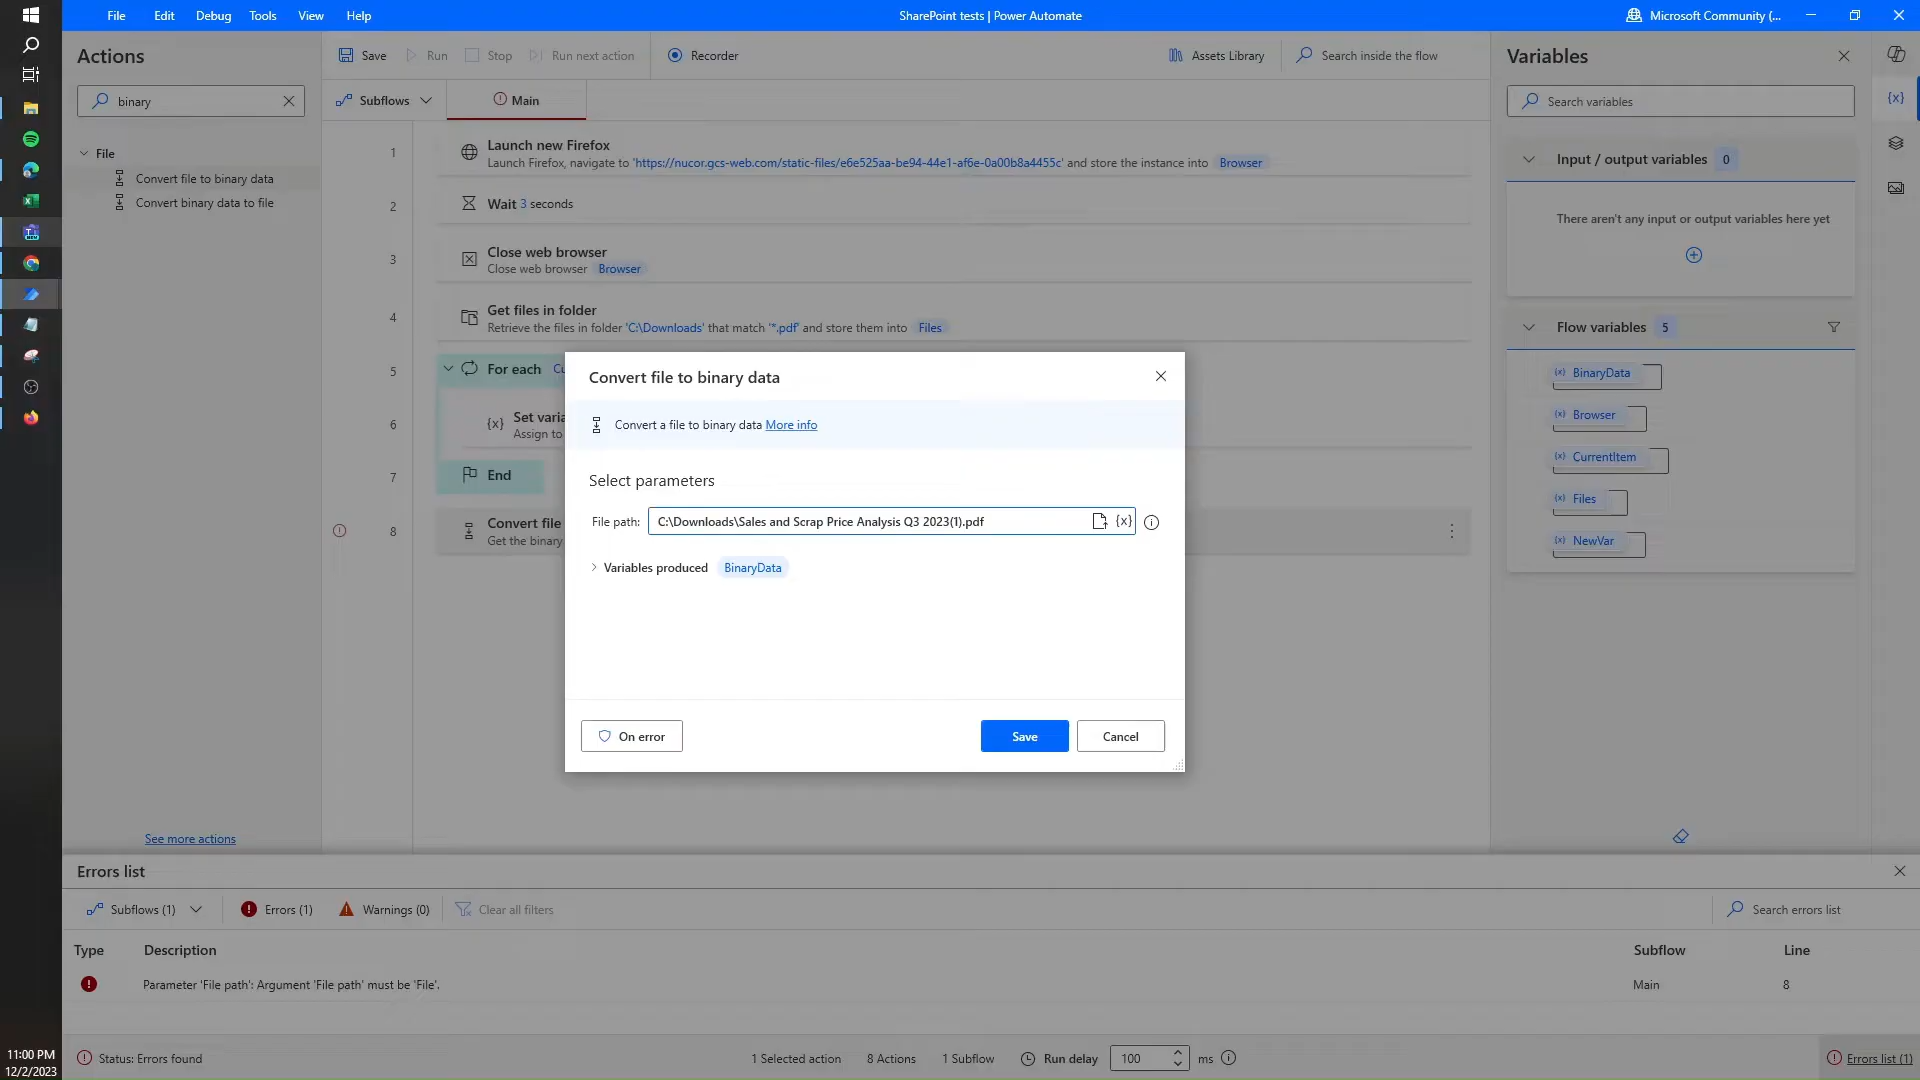 File Edit Debug Tools View Help
SharePoint tests | Power Automate
Microsoft Community (...
Actions
binary
File
Convert file to binary data
Convert binary data to file
See more actions
Save Run Stop Run next action Recorder
Assets Library Search inside the flow
Subflows Main
1 Launch new Firefox
Launch Firefox, navigate to 'https://nucor.gcs-web.com/static-files/e6e525aa-be94-44e1-af6e-0a00b8a4455c' and store the instance into Browser
2 Wait 3 seconds
3 Close web browser
Close web browser Browser
4 Get files in folder
Retrieve the files in folder 'C:\Downloads' that match '*.pdf' and store them into Files
5 For each Cu
6 {x} Set varia
Assign to
7 End
8 Convert file
Get the binary
Convert file to binary data
Convert a file to binary data More info
Select parameters
File path: C:\Downloads\Sales and Scrap Price Analysis Q3 2023(1).pdf {x}
Variables produced BinaryData
On error Save Cancel
Variables
Search variables
Input / output variables 0
There aren't any input or output variables here yet
Flow variables 5
(x) BinaryData
(x) Browser
(x) CurrentItem
(x) Files
(x) NewVar
{x}
Errors list
Subflows (1) Errors (1) Warnings (0) Clear all filters
Search errors list
Type Description Subflow Line
Parameter 'File path': Argument 'File path' must be 'File'. Main 8
Status: Errors found
1 Selected action 8 Actions 1 Subflow Run delay 100 ms
Errors list (1)
11:00 PM
12/2/2023